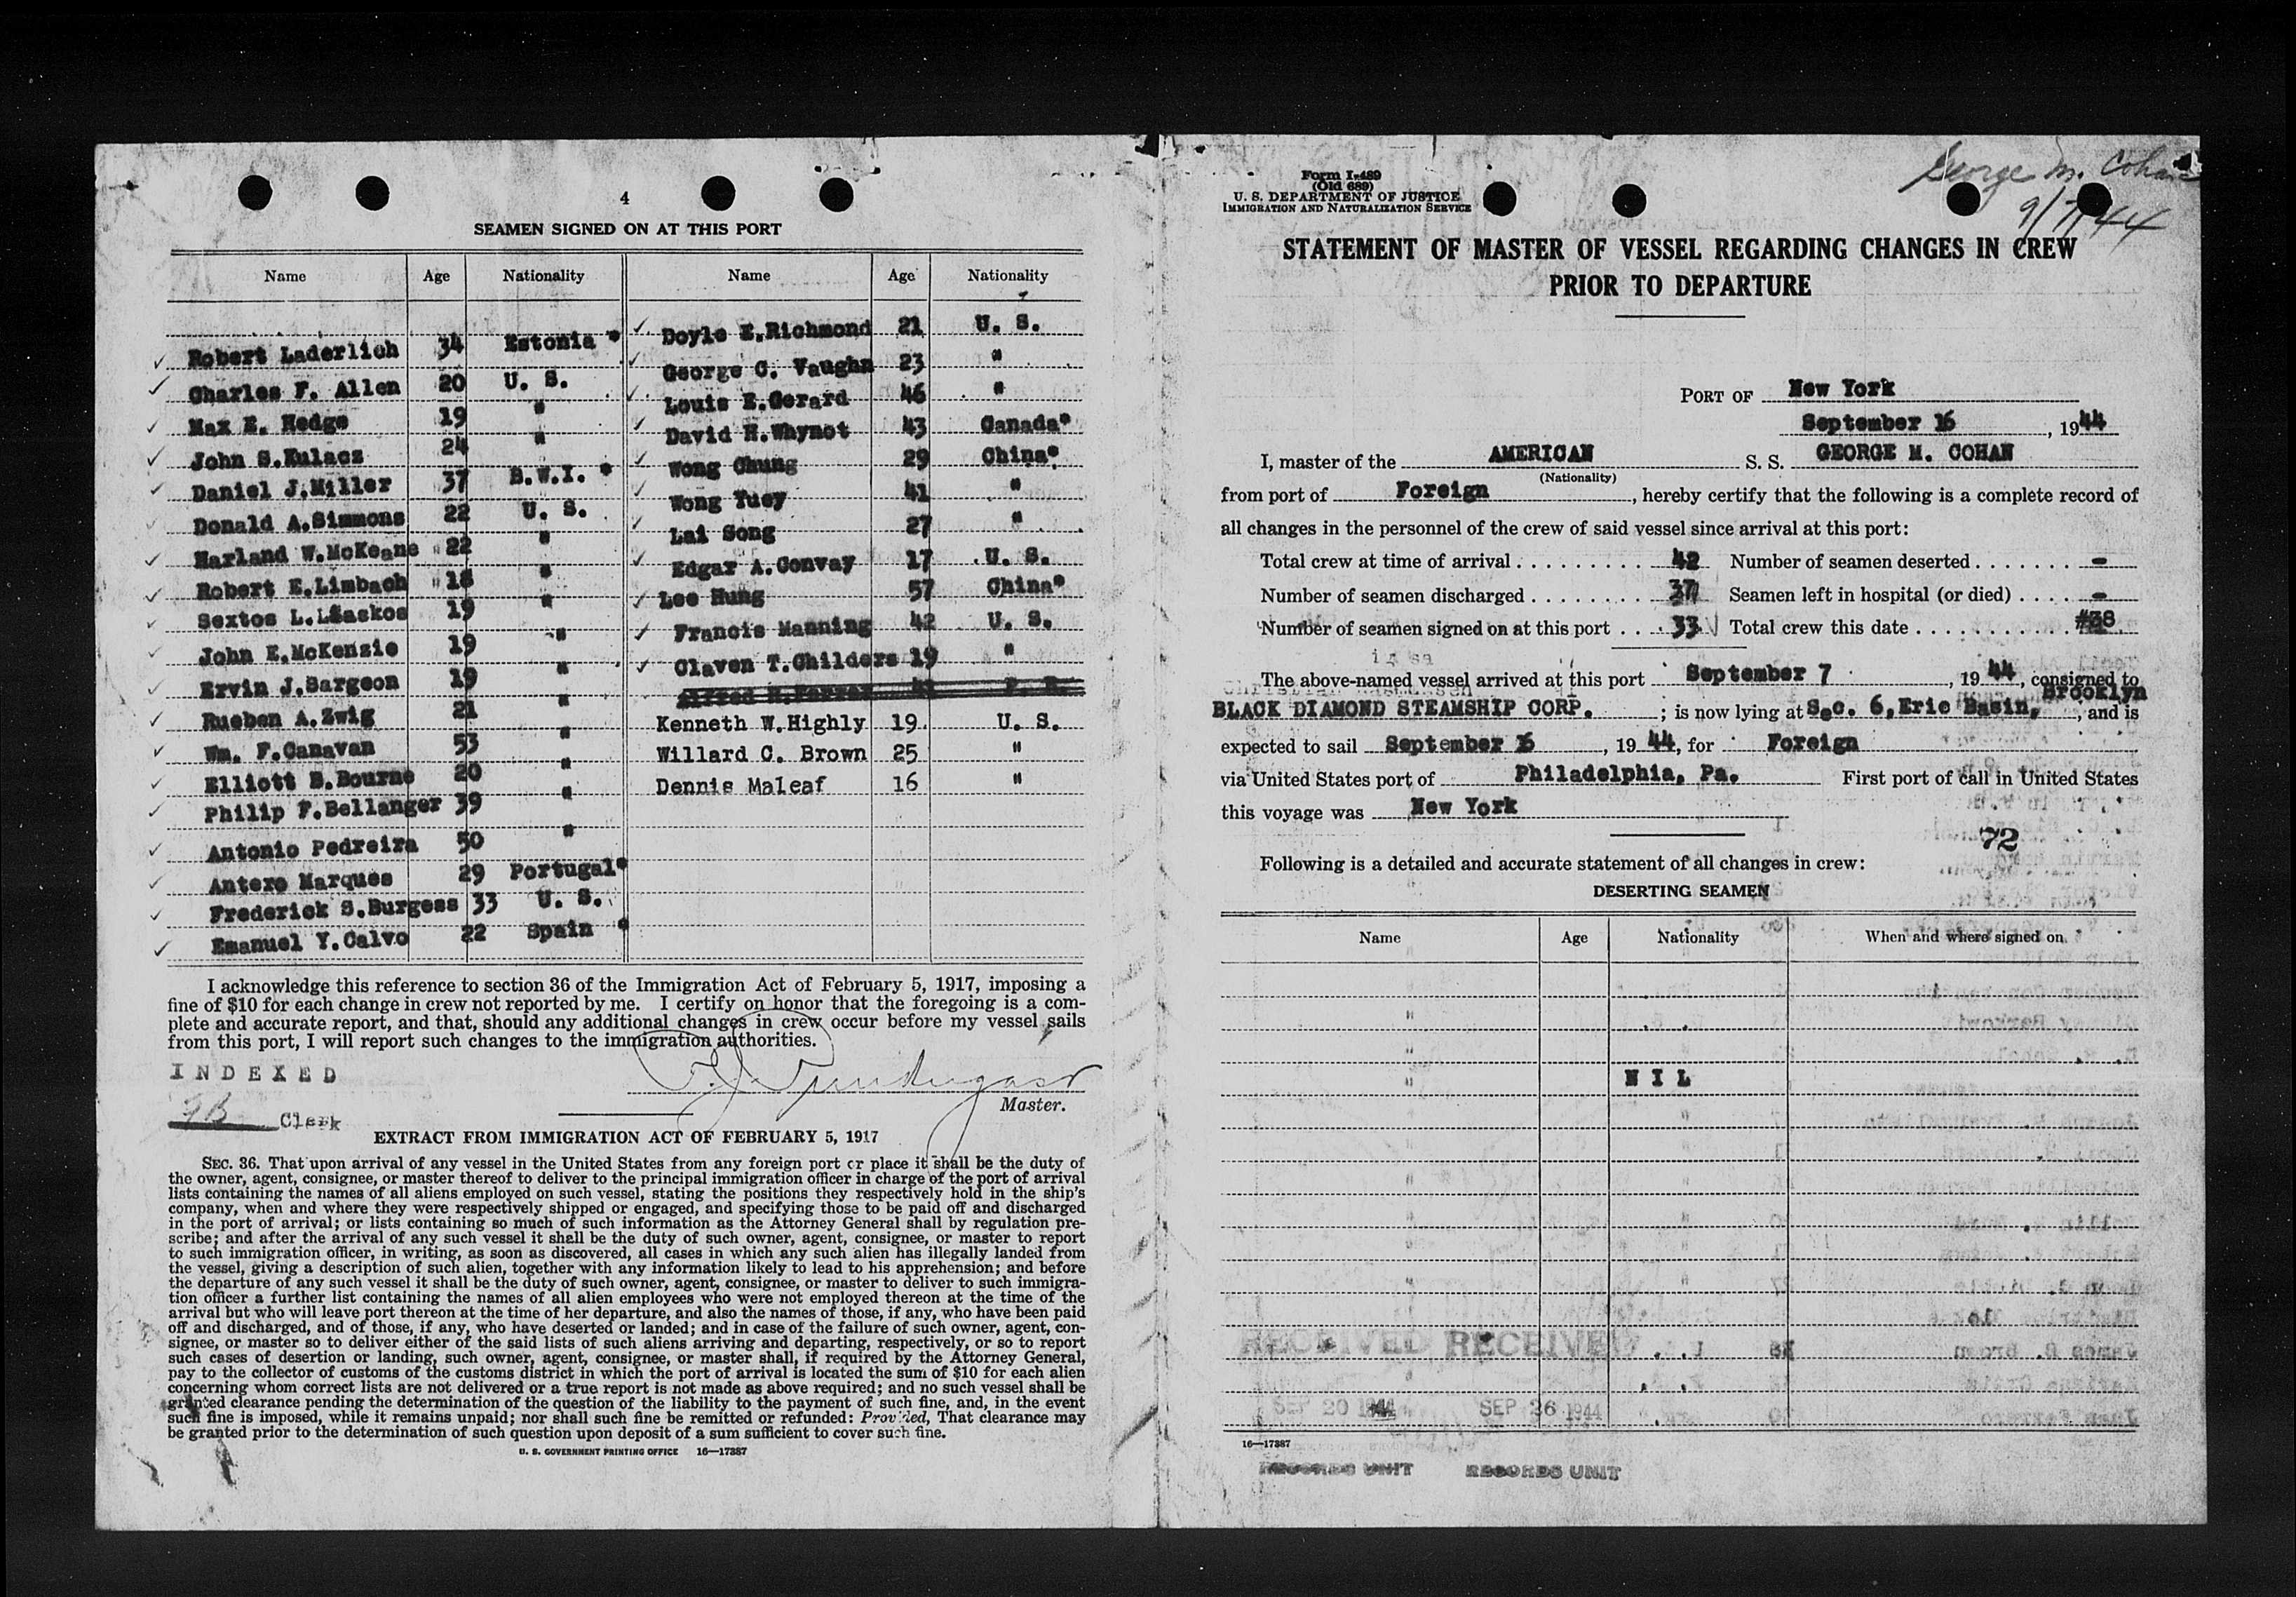 4
SEAMEN SIGNED ON AT THIS PORT
Name Age Nationality Name Age Nationality
Robert Laderlich 34 Estonia *
Charles F. Allen 20 U. S.
Max E. Hedge 19 "
John S.Kulacz 24 "
Daniel J.Miller 37 B.W.I. *
Donald A.Simmons 22 U. S.
Harland W.McKeane 22 "
Robert E.Limbach 18 "
Sextos L. 19 "
John E.McKenzie 19 "
Ervin J.Sargeon 19 "
Rueben A.Zwig 21 "
Wm. F.Canavan 53 "
Elliott B.Bourne 20 "
Philip F.Bellanger 39 "
Antonio Pedreira 50 "
Antero Marques 29 Portugal*
Frederick S.Burgess 33 U. S.
Emanuel Y.Calvo 22 Spain *
Doyle E.Richmond 21 U. S.
George C. Vaughn 23 "
Louis E.Gerard 46 "
David H.Whynot 43 Canada*
Wong Chung 29 China*
Wong Yuey 41 "
Lai Song 27 "
Edgar A.Convay 17 U. S.
Lee Hung 57 China*
Francis Manning 42 U. S.
Claven T.Childers 19 "
Kenneth W.Highly 19 U. S.
Willard C. Brown 25 "
Dennis MaLeaf 16 "
I acknowledge this reference to section 36 of the Immigration Act of February 5, 1917, imposing a
fine of $10 for each change in crew not reported by me. I certify on honor that the foregoing is a com-
plete and accurate report, and that, should any additional changes in crew occur before my vessel sails
from this port, I will report such changes to the immigration authorities.
INDEXED
Master.
Clerk
EXTRACT FROM IMMIGRATION ACT OF FEBRUARY 5, 1917
SEC. 36. That upon arrival of any vessel in the United States from any foreign port or place it shall be the duty of
the owner, agent, consignee, or master thereof to deliver to the principal immigration officer in charge of the port of arrival
lists containing the names of all aliens employed on such vessel, stating the positions they respectively hold in the ship's
company, when and where they were respectively shipped or engaged, and specifying those to be paid off and discharged
in the port of arrival; or lists containing so much of such information as the Attorney General shall by regulation pre-
scribe; and after the arrival of any such vessel it shall be the duty of such owner, agent, consignee, or master to report
to such immigration officer, in writing, as soon as discovered, all cases in which any such alien has illegally landed from
the vessel, giving a description of such alien, together with any information likely to lead to his apprehension; and before
the departure of any such vessel it shall be the duty of such owner, agent, consignee, or master to deliver to such immigra-
tion officer a further list containing the names of all alien employees who were not employed thereon at the time of the
arrival but who will leave port thereon at the time of her departure, and also the names of those, if any, who have been paid
off and discharged, and of those, if any, who have deserted or landed; and in case of the failure of such owner, agent, con-
signee, or master so to deliver either of the said lists of such aliens arriving and departing, respectively, or so to report
such cases of desertion or landing, such owner, agent, consignee, or master shall, if required by the Attorney General,
pay to the collector of customs of the customs district in which the port of arrival is located the sum of $10 for each alien
concerning whom correct lists are not delivered or a true report is not made as above required; and no such vessel shall be
granted clearance pending the determination of the question of the liability to the payment of such fine, and, in the event
such fine is imposed, while it remains unpaid; nor shall such fine be remitted or refunded: Provided, That clearance may
be granted prior to the determination of such question upon deposit of a sum sufficient to cover such fine.
U. S. GOVERNMENT PRINTING OFFICE 16—17387
George M. Cohan
9/7/44
Form I-489
(Old 689)
U. S. DEPARTMENT OF JUSTICE
IMMIGRATION AND NATURALIZATION SERVICE
STATEMENT OF MASTER OF VESSEL REGARDING CHANGES IN CREW
PRIOR TO DEPARTURE
PORT OF New York
September 16, 1944
I, master of the AMERICAN S. S. GEORGE M. COHAN
(Nationality)
from port of Foreign, hereby certify that the following is a complete record of
all changes in the personnel of the crew of said vessel since arrival at this port:
Total crew at time of arrival 42 Number of seamen deserted -
Number of seamen discharged 37 Seamen left in hospital (or died) -
Number of seamen signed on at this port 33 Total crew this date #38
The above-named vessel arrived at this port September 7, 1944, consigned to
BLACK DIAMOND STEAMSHIP CORP.; is now lying at Sec. 6, Erie Basin, Brooklyn; and is
expected to sail September 16, 1944, for Foreign
via United States port of Philadelphia, Pa. First port of call in United States
this voyage was New York
72
Following is a detailed and accurate statement of all changes in crew:
DESERTING SEAMEN
Name Age Nationality When and where signed on
NIL
RECEIVED RECEIVED
SEP 20 1944 SEP 26 1944
16—17387
RECORDS UNIT RECORDS UNIT